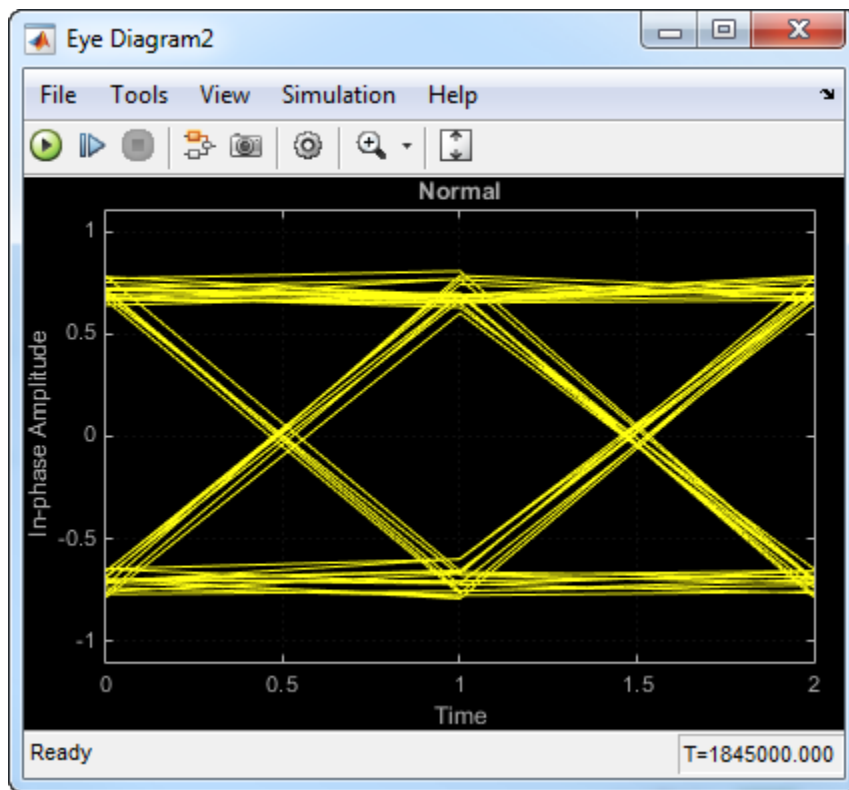 Eye Diagram2
File Tools View Simulation Help
Normal
1
0.5
0
-0.5
-1
In-phase Amplitude
0 0.5 1 1.5 2
Time
Ready T=1845000.000